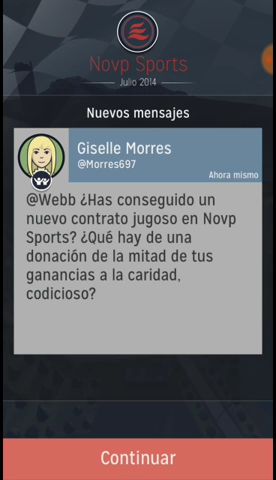 Novp Sports
Julio 2014
Nuevos mensajes
Giselle Morres
@Morres697
Ahora mismo
@Webb ¿Has conseguido un
nuevo contrato jugoso en Novp
Sports? ¿Qué hay de una
donación de la mitad de tus
ganancias a la caridad,
codicioso?
Continuar